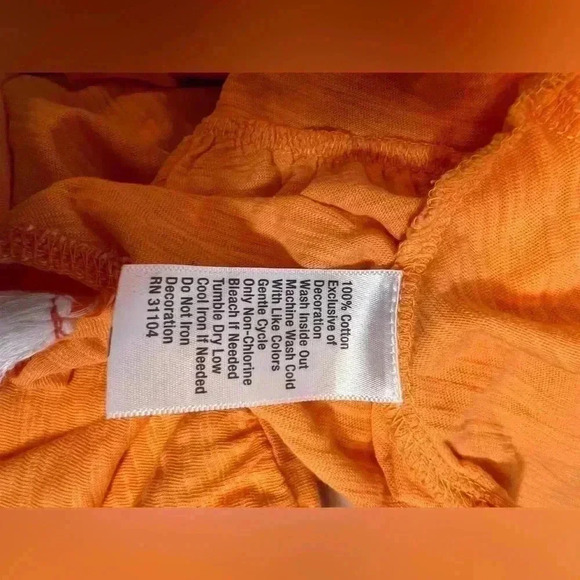 100% Cotton
Exclusive of
Decoration
Wash Inside Out
Machine Wash Cold
With Like Colors
Gentle Cycle
Only Non-Chlorine
Bleach If Needed
Tumble Dry Low
Cool Iron If Needed
Do Not Iron
Decoration
RN 31104